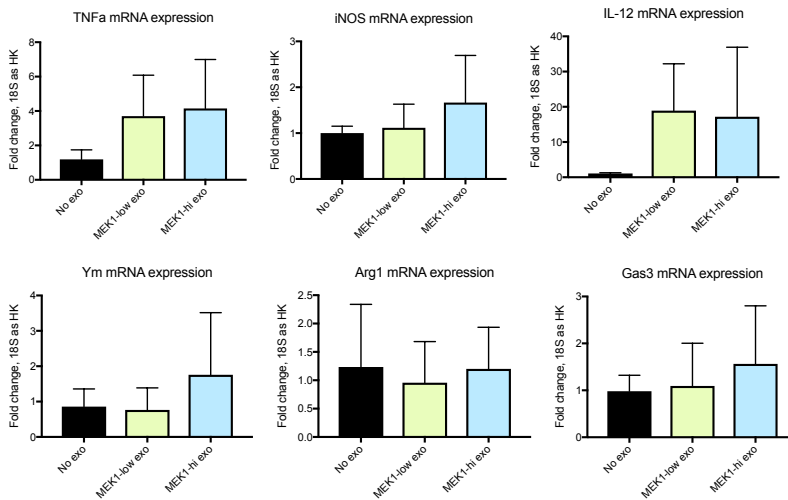 TNFa mRNA expression
Fold change, 18S as HK
8
6
4
2
0
No exo
MEK1-low exo
MEK1-hi exo
iNOS mRNA expression
Fold change, 18S as HK
3
2
1
0
No exo
MEK1-low exo
MEK1-hi exo
IL-12 mRNA expression
Fold change, 18S as HK
40
30
20
10
0
No exo
MEK1-low exo
MEK1-hi exo
Ym mRNA expression
Fold change, 18S as HK
4
3
2
1
0
No exo
MEK1-low exo
MEK1-hi exo
Arg1 mRNA expression
Fold change, 18S as HK
2.5
2.0
1.5
1.0
0.5
0.0
No exo
MEK1-low exo
MEK1-hi exo
Gas3 mRNA expression
Fold change, 18S as HK
3
2
1
0
No exo
MEK1-low exo
MEK1-hi exo